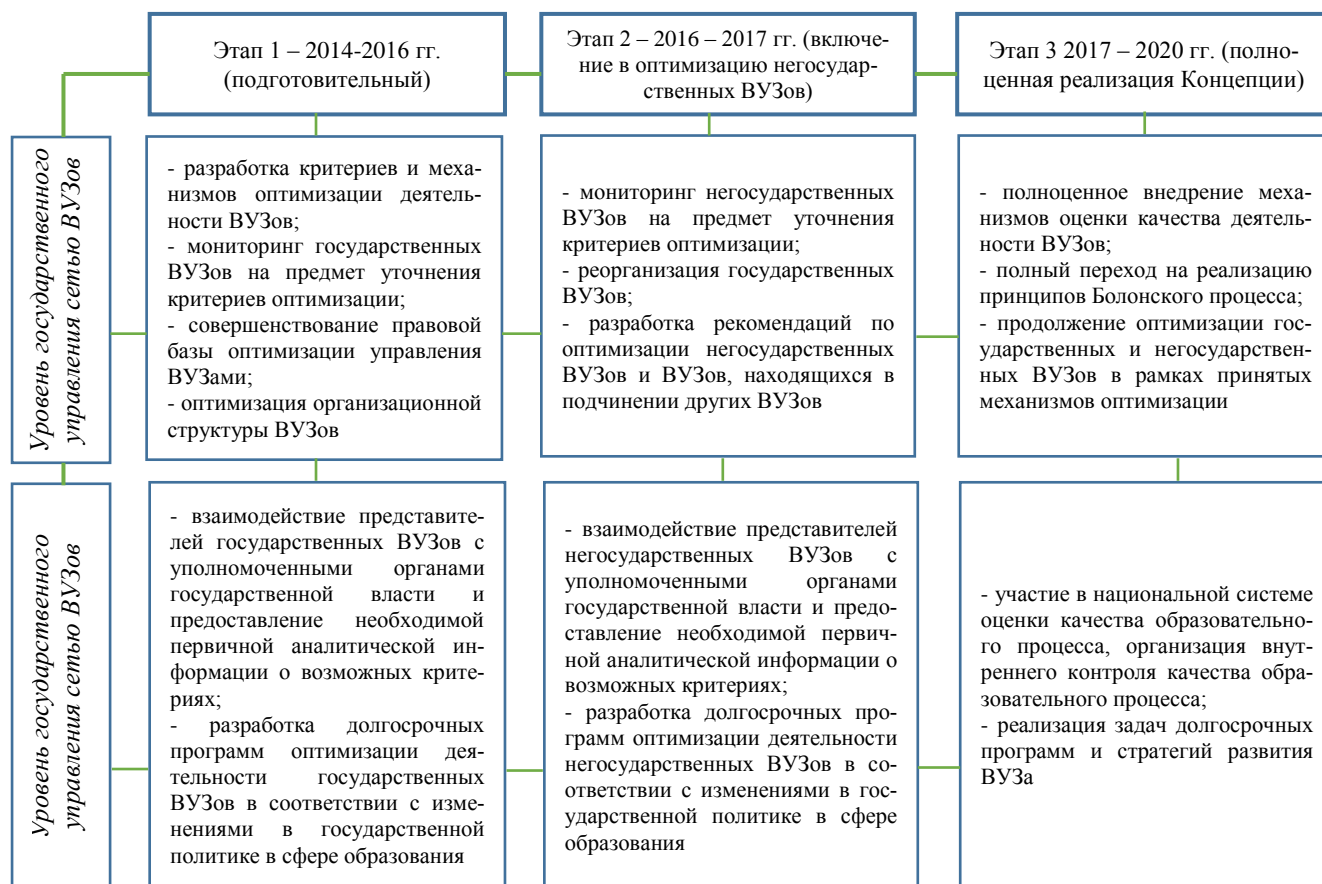 Этап 1 – 2014-2016 гг.
(подготовительный)
Этап 2 – 2016 – 2017 гг. (включе-
ние в оптимизацию негосудар-
ственных ВУЗов)
Этап 3 2017 – 2020 гг. (полно-
ценная реализация Концепции)
Уровень государственного
управления сетью ВУЗов
- разработка критериев и меха-
низмов оптимизации деятель-
ности ВУЗов;
- мониторинг государственных
ВУЗов на предмет уточнения
критериев оптимизации;
- совершенствование правовой
базы оптимизации управления
ВУЗами;
- оптимизация организационной
структуры ВУЗов
- мониторинг негосударственных
ВУЗов на предмет уточнения
критериев оптимизации;
- реорганизация государственных
ВУЗов;
- разработка рекомендаций по
оптимизации негосударственных
ВУЗов и ВУЗов, находящихся в
подчинении других ВУЗов
- полноценное внедрение меха-
низмов оценки качества деятель-
ности ВУЗов;
- полный переход на реализацию
принципов Болонского процесса;
- продолжение оптимизации гос-
ударственных и негосударствен-
ных ВУЗов в рамках принятых
механизмов оптимизации
Уровень государственного
управления сетью ВУЗов
- взаимодействие представите-
лей государственных ВУЗов с
уполномоченными органами
государственной власти и
предоставление необходимой
первичной аналитической ин-
формации о возможных крите-
риях;
- разработка долгосрочных
программ оптимизации дея-
тельности государственных
ВУЗов в соответствии с изме-
нениями в государственной
политике в сфере образования
- взаимодействие представителей
негосударственных ВУЗов с
уполномоченными органами
государственной власти и предо-
ставление необходимой первич-
ной аналитической информации о
возможных критериях;
- разработка долгосрочных про-
грамм оптимизации деятельности
негосударственных ВУЗов в со-
ответствии с изменениями в гос-
ударственной политике в сфере
образования
- участие в национальной системе
оценки качества образовательно-
го процесса, организация внут-
реннего контроля качества обра-
зовательного процесса;
- реализация задач долгосрочных
программ и стратегий развития
ВУЗа